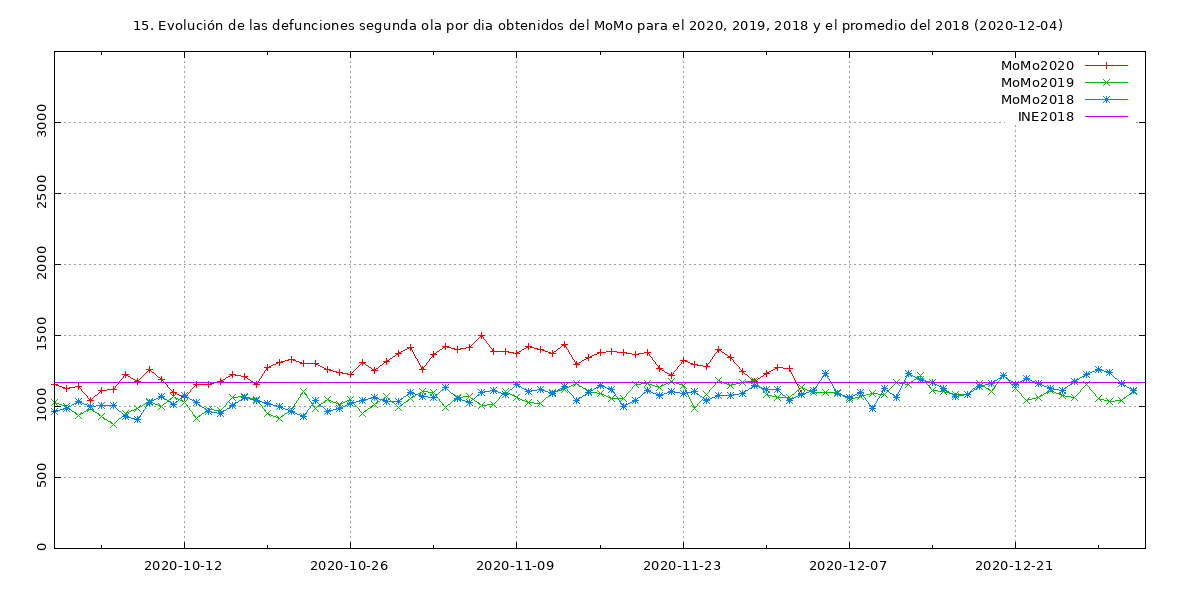 15. Evolución de las defunciones segunda ola por dia obtenidos del MoMo para el 2020, 2019, 2018 y el promedio del 2018 (2020-12-04)
MoMo2020
MoMo2019
MoMo2018
INE2018
3000
2500
2000
1500
1000
500
0
2020-10-12 2020-10-26 2020-11-09 2020-11-23 2020-12-07 2020-12-21